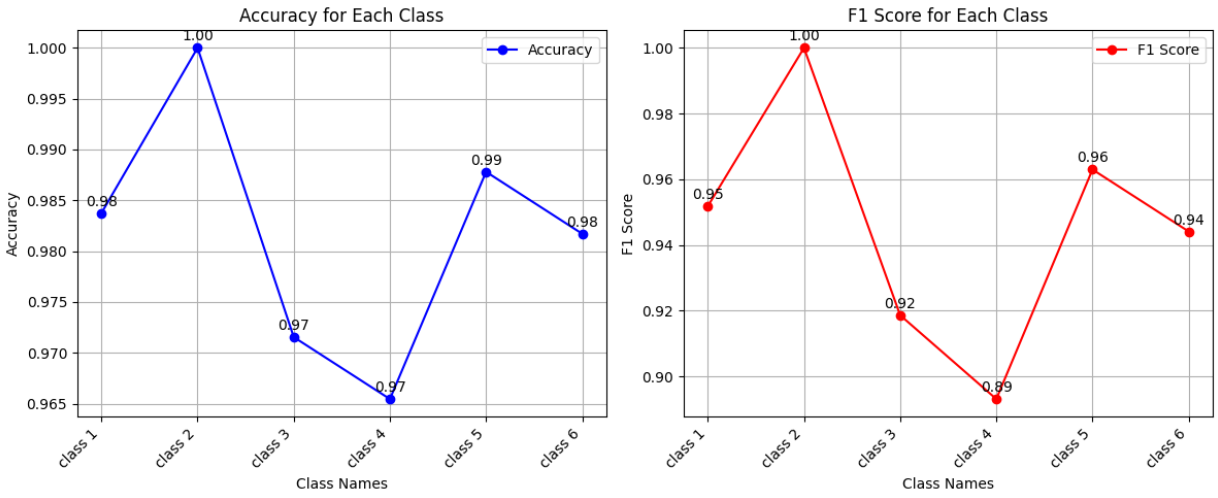 Accuracy for Each Class
1.00
Accuracy
1.000
0.995
0.990
0.985
0.980
0.975
0.970
0.965
Accuracy
0.98
0.97
0.97
0.99
0.98
class 1
class 2
class 3
class 4
class 5
class 6
Class Names
F1 Score for Each Class
1.00
F1 Score
1.00
0.98
0.96
0.94
0.92
0.90
F1 Score
0.95
0.92
0.89
0.96
0.94
class 1
class 2
class 3
class 4
class 5
class 6
Class Names